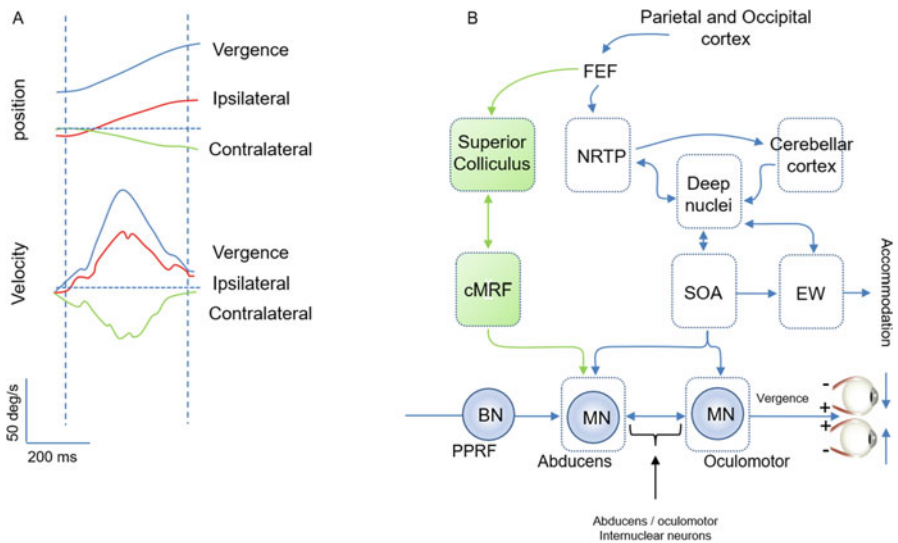 A
position
Vergence
Ipsilateral
Contralateral
Velocity
Vergence
Ipsilateral
Contralateral
50 deg/s
200 ms
B
Parietal and Occipital
cortex
FEF
Superior
Colliculus
NRTP
Cerebellar
cortex
Deep
nuclei
cMRF
SOA
EW
Accommodation
BN
PPRF
MN
Abducens
MN
Oculomotor
Vergence
-
+
+
-
Abducens / oculomotor
Internuclear neurons